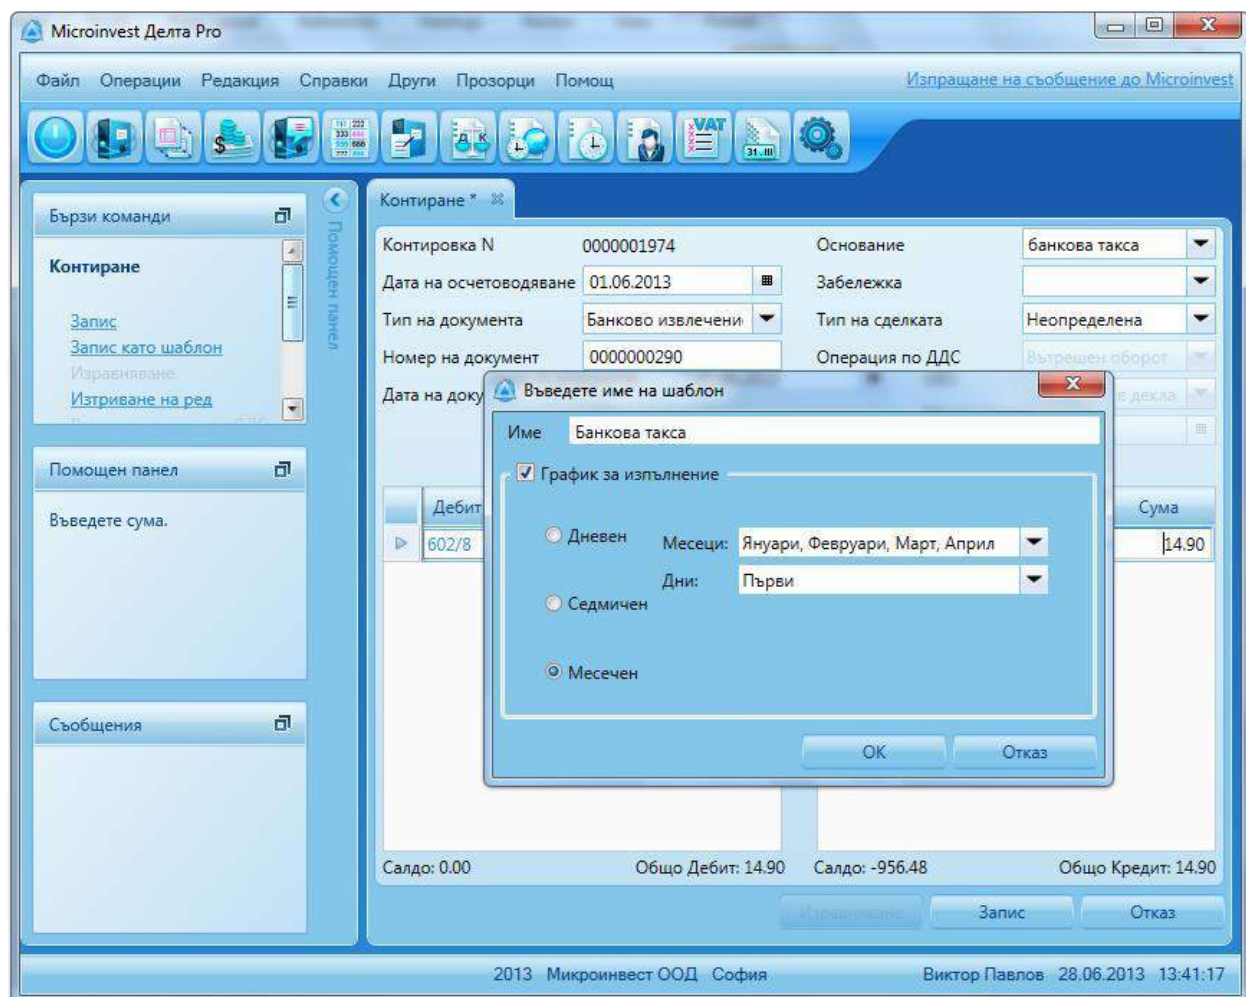 Microinvest Делта Pro
Файл Операции Редакция Справки Други Прозорци Помощ Изпращане на съобщение до Microinvest
VAT
31.III
Бързи команди
Контиране
Запис
Запис като шаблон
Изравняване
Изтриване на ред
Помощен панел
Помощен панел
Въведете сума.
Съобщения
Контиране *
Контировка N 0000001974 Основание банкова такса
Дата на осчетоводяване 01.06.2013 Забележка
Тип на документа Банково извлечени Тип на сделката Неопределена
Номер на документ 0000000290 Операция по ДДС Вътрешен оборот
Дата на доку в декла
Въведете име на шаблон
Име Банкова такса
График за изпълнение
Дневен Месеци: Януари, Февруари, Март, Април
Дни: Първи
Седмичен
Месечен
ОК Отказ
Дебит Сума
602/8 14.90
Салдо: 0.00 Общо Дебит: 14.90 Салдо: -956.48 Общо Кредит: 14.90
Изравняване Запис Отказ
2013 Микроинвест ООД София Виктор Павлов 28.06.2013 13:41:17